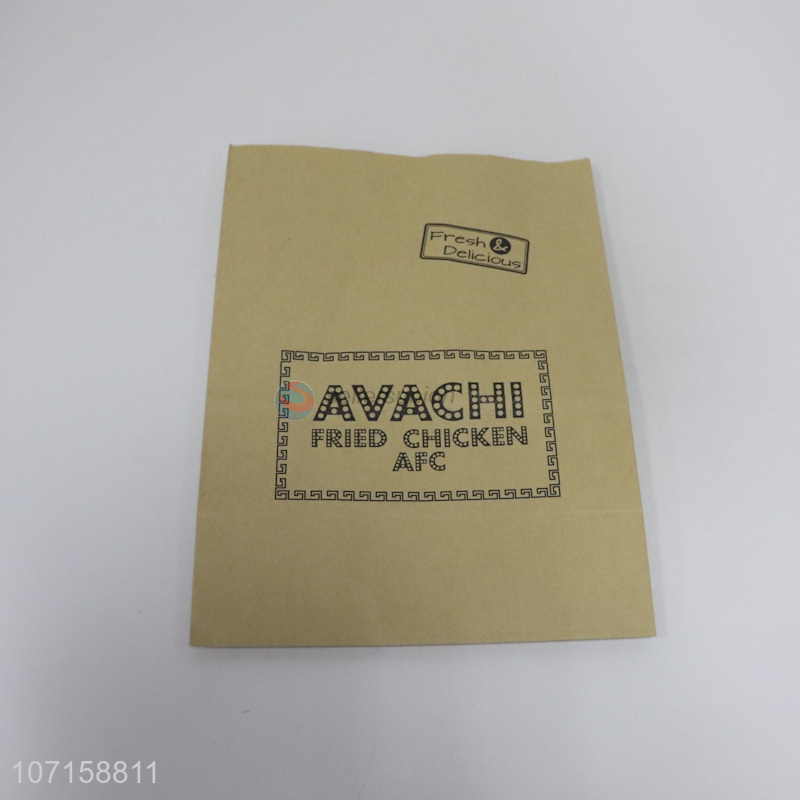 Fresh &
Delicious
AVACHI
FRIED CHICKEN
AFC
107158811